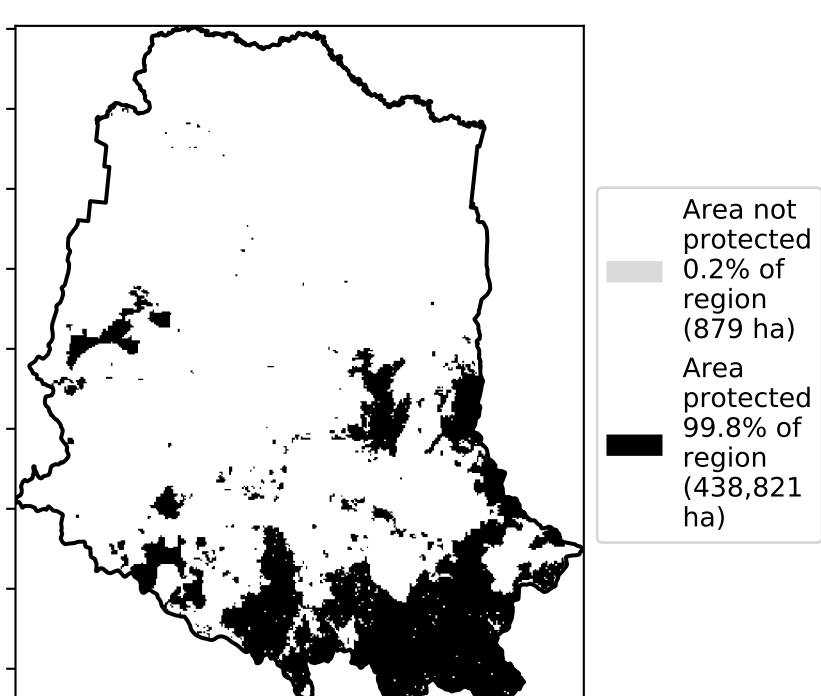 Area not
protected
0.2% of
region
(879 ha)
Area
protected
99.8% of
region
(438,821
ha)